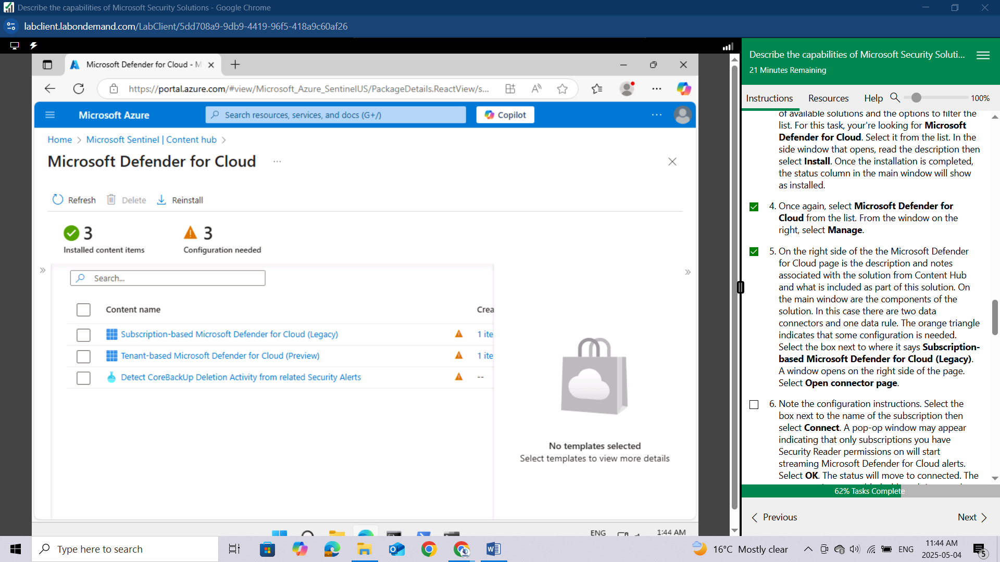 Describe the capabilities of Microsoft Security Solutions - Google Chrome
labclient.labondemand.com/LabClient/5dd708a9-9db9-4419-96f5-418a9c60af26
Microsoft Defender for Cloud - M
https://portal.azure.com/#view/Microsoft_Azure_SentinelUS/PackageDetails.ReactView/s...
Microsoft Azure
Search resources, services, and docs (G+/)
Copilot
Home > Microsoft Sentinel | Content hub >
Microsoft Defender for Cloud
Refresh
Delete
Reinstall
3
Installed content items
3
Configuration needed
Search...
Content name
Crea
Subscription-based Microsoft Defender for Cloud (Legacy)
1 ite
Tenant-based Microsoft Defender for Cloud (Preview)
1 ite
Detect CoreBackUp Deletion Activity from related Security Alerts
--
No templates selected
Select templates to view more details
ENG
1:44 AM
Describe the capabilities of Microsoft Security Soluti...
21 Minutes Remaining
Instructions
Resources
Help
100%
of available solutions and the options to filter the
list. For this task, your're looking for Microsoft
Defender for Cloud. Select it from the list. In the
side window that opens, read the description then
select Install. Once the installation is completed,
the status column in the main window will show
as installed.
4. Once again, select Microsoft Defender for
Cloud from the list. From the window on the
right, select Manage.
5. On the right side of the the Microsoft Defender
for Cloud page is the description and notes
associated with the solution from Content Hub
and what is included as part of this solution. On
the main window are the components of the
solution. In this case there are two data
connectors and one data rule. The orange triangle
indicates that some configuration is needed.
Select the box next to where it says Subscription-
based Microsoft Defender for Cloud (Legacy).
A window opens on the right side of the page.
Select Open connector page.
6. Note the configuration instructions. Select the
box next to the name of the subscription then
select Connect. A pop-op window may appear
indicating that only subscriptions you have
Security Reader permissions on will start
streaming Microsoft Defender for Cloud alerts.
Select OK. The status will move to connected. The
62% Tasks Complete
Previous
Next
Type here to search
16°C Mostly clear
ENG
11:44 AM
2025-05-04
5